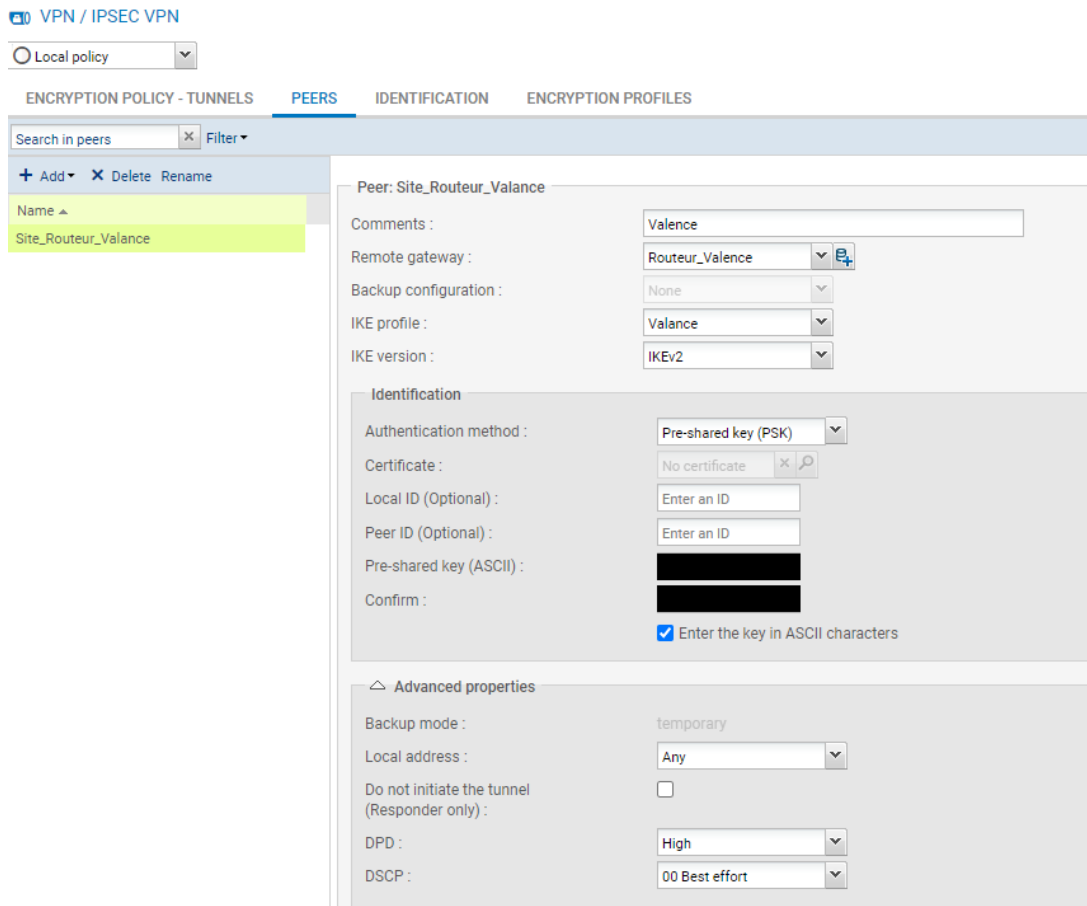 VPN / IPSEC VPN
Local policy
ENCRYPTION POLICY - TUNNELS PEERS IDENTIFICATION ENCRYPTION PROFILES
Search in peers Filter
Add Delete Rename
Name
Site_Routeur_Valance
Peer: Site_Routeur_Valance
Comments : Valence
Remote gateway : Routeur_Valence
Backup configuration : None
IKE profile : Valance
IKE version : IKEv2
Identification
Authentication method : Pre-shared key (PSK)
Certificate : No certificate
Local ID (Optional) : Enter an ID
Peer ID (Optional) : Enter an ID
Pre-shared key (ASCII) :
Confirm :
Enter the key in ASCII characters
Advanced properties
Backup mode : temporary
Local address : Any
Do not initiate the tunnel
(Responder only) :
DPD : High
DSCP : 00 Best effort